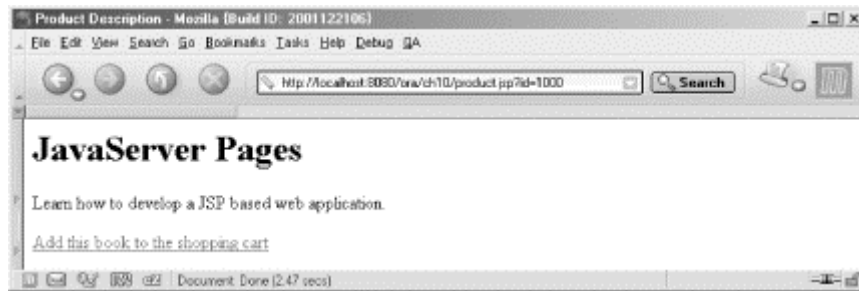 Product Description - Mozilla {Build ID: 2001122106}
File Edit View Search Go Bookmarks Tasks Help Debug QA
http://localhost:8080/ora/ch10/product.jsp?id=1000 Search
JavaServer Pages
Learn how to develop a JSP based web application.
Add this book to the shopping cart
Document: Done (2.47 secs)